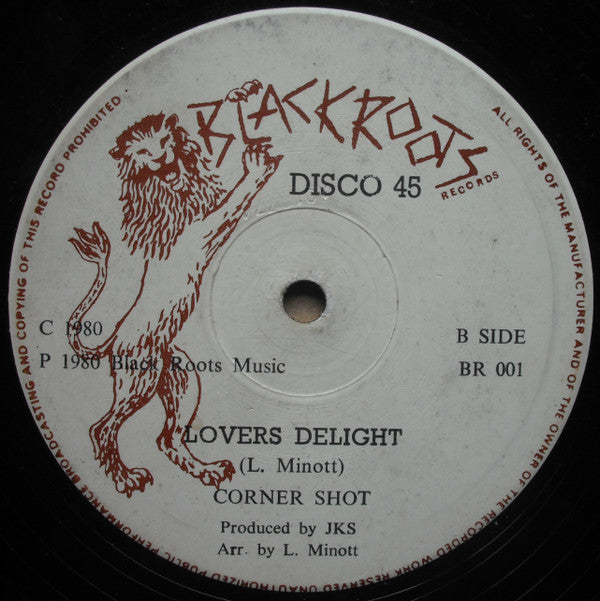 BLACKROOTS
RECORDS
DISCO 45
C 1980
P 1980 Black Roots Music
B SIDE
BR 001
LOVERS DELIGHT
(L. Minott)
CORNER SHOT
Produced by JKS
Arr. by L. Minott
ALL RIGHTS OF THE MANUFACTURER AND OF THE OWNER OF THE RECORDED WORK RESERVED UNAUTHORIZED PUBLIC PERFORMANCE BROADCASTING AND COPYING OF THIS RECORD PROHIBITED